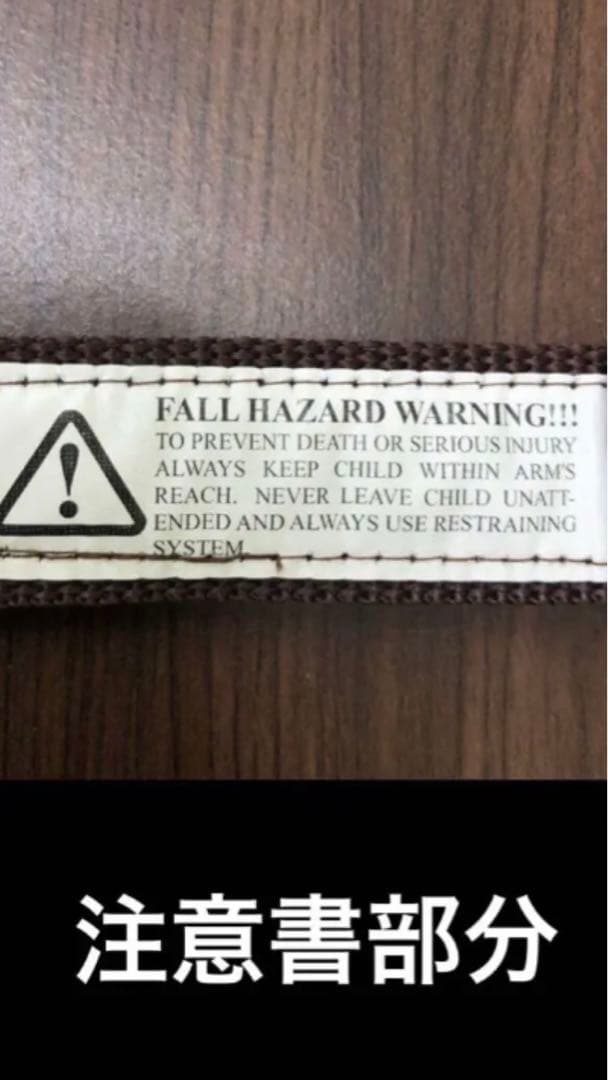 FALL HAZARD WARNING!!!
TO PREVENT DEATH OR SERIOUS INJURY
ALWAYS KEEP CHILD WITHIN ARM'S
REACH. NEVER LEAVE CHILD UNATT-
ENDED AND ALWAYS USE RESTRAINING
SYSTEM
注意書部分